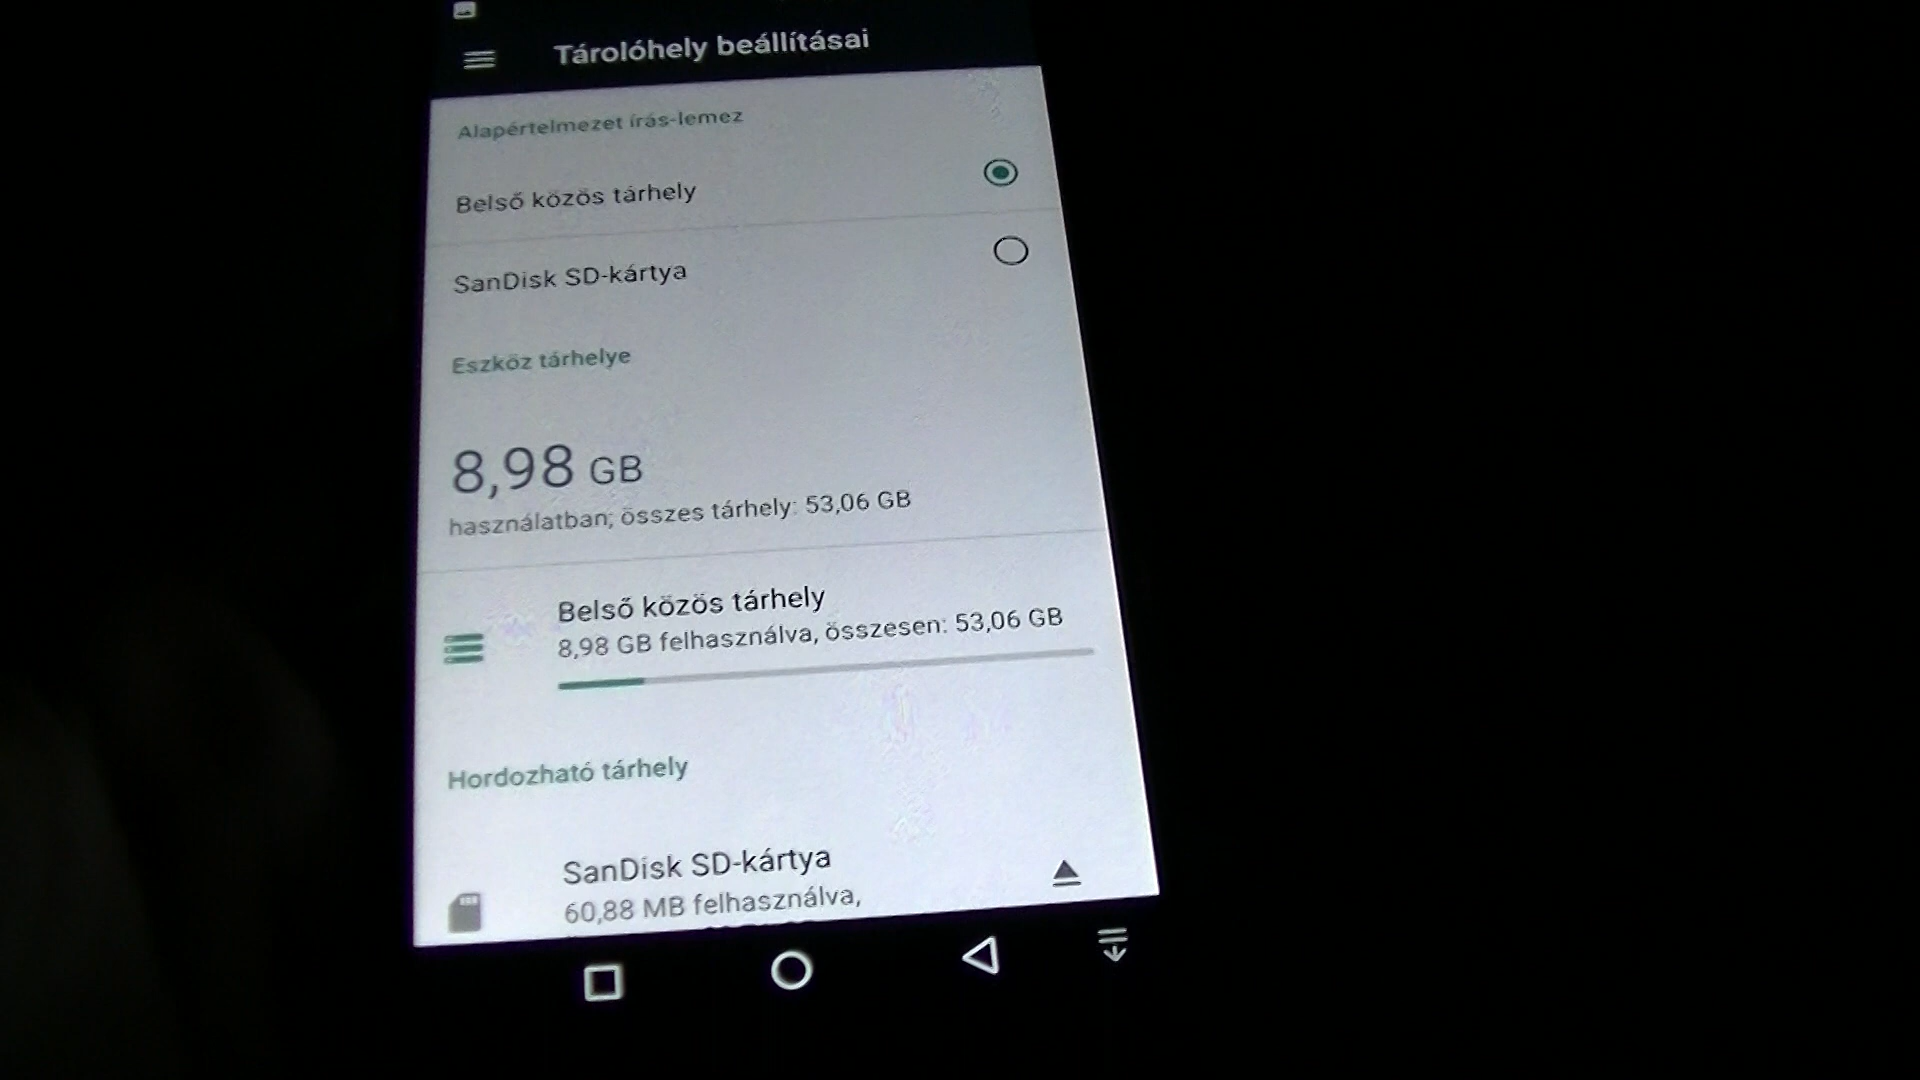 Tárolóhely beállításai
Alapértelmezet írás-lemez
Belső közös tárhely
SanDisk SD-kártya
Eszköz tárhelye
8,98 GB
használatban; összes tárhely: 53,06 GB
Belső közös tárhely
8,98 GB felhasználva, összesen: 53,06 GB
Hordozható tárhely
SanDisk SD-kártya
60,88 MB felhasználva,